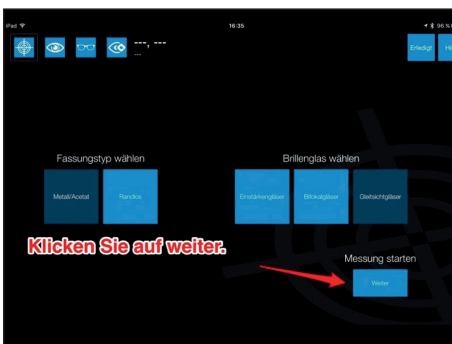 iPad 16:35 96 %
---, ---
...
Erledigt
Fassungstyp wählen
Brillenglas wählen
Metall/Acetat
Randlos
Einstärkengläser
Bifokalgläser
Gleitsichtgläser
Klicken Sie auf weiter.
Messung starten
Weiter